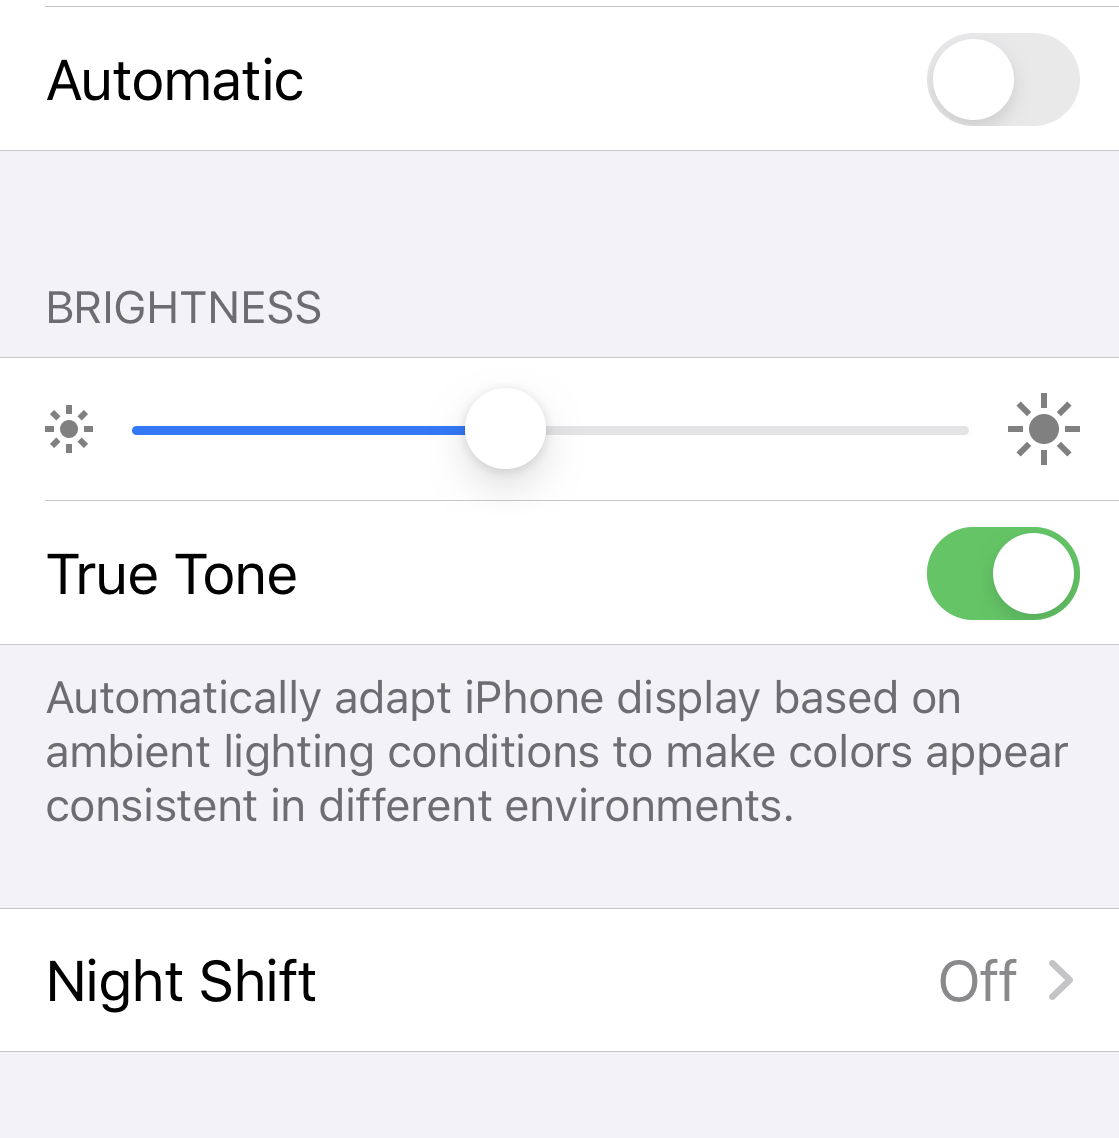 Automatic
BRIGHTNESS
True Tone
Automatically adapt iPhone display based on
ambient lighting conditions to make colors appear
consistent in different environments.
Night Shift Off